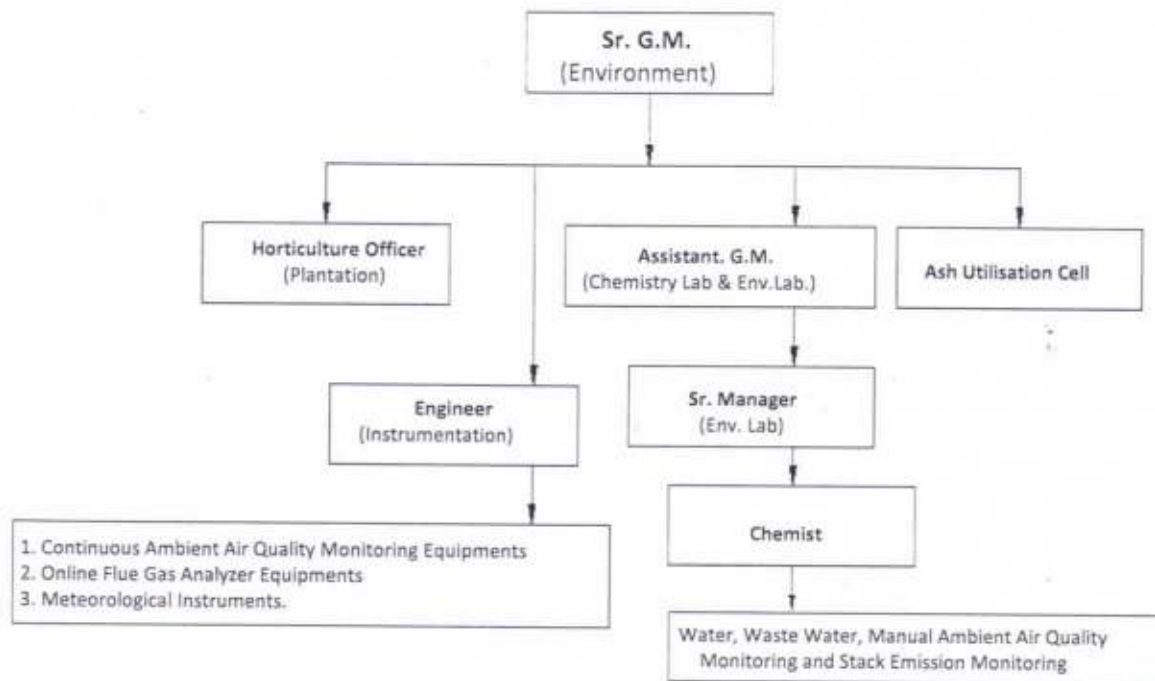 Sr. G.M.
(Environment)
Horticulture Officer
(Plantation)
Assistant. G.M.
(Chemistry Lab & Env.Lab.)
Ash Utilisation Cell
Engineer
(Instrumentation)
Sr. Manager
(Env. Lab)
Chemist
1. Continuous Ambient Air Quality Monitoring Equipments
2. Online Flue Gas Analyzer Equipments
3. Meteorological Instruments.
Water, Waste Water, Manual Ambient Air Quality
Monitoring and Stack Emission Monitoring